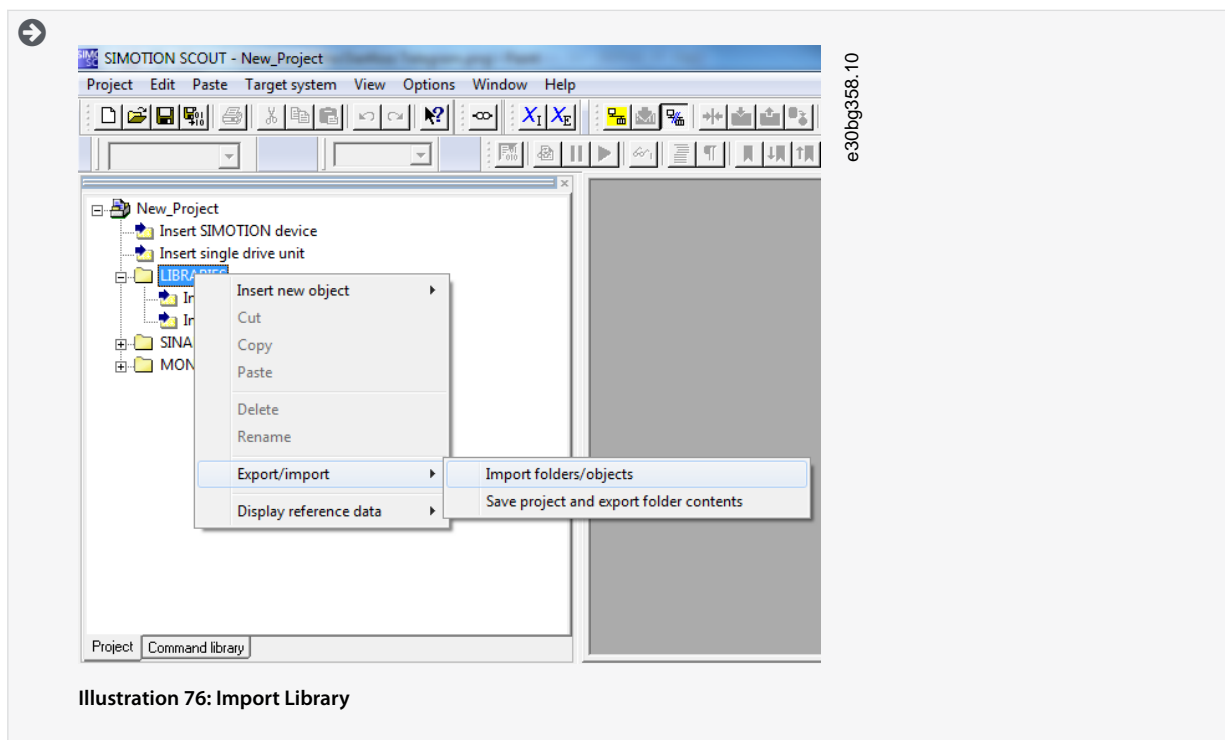 SIMOTION SCOUT - New_Project
Project Edit Paste Target system View Options Window Help
New_Project
Insert SIMOTION device
Insert single drive unit
LIBRARIES
Insert new object
Cut
SINA
Copy
MON
Paste
Delete
Rename
Export/import
Import folders/objects
Save project and export folder contents
Display reference data
Project Command library
e30bg358.10
Illustration 76: Import Library